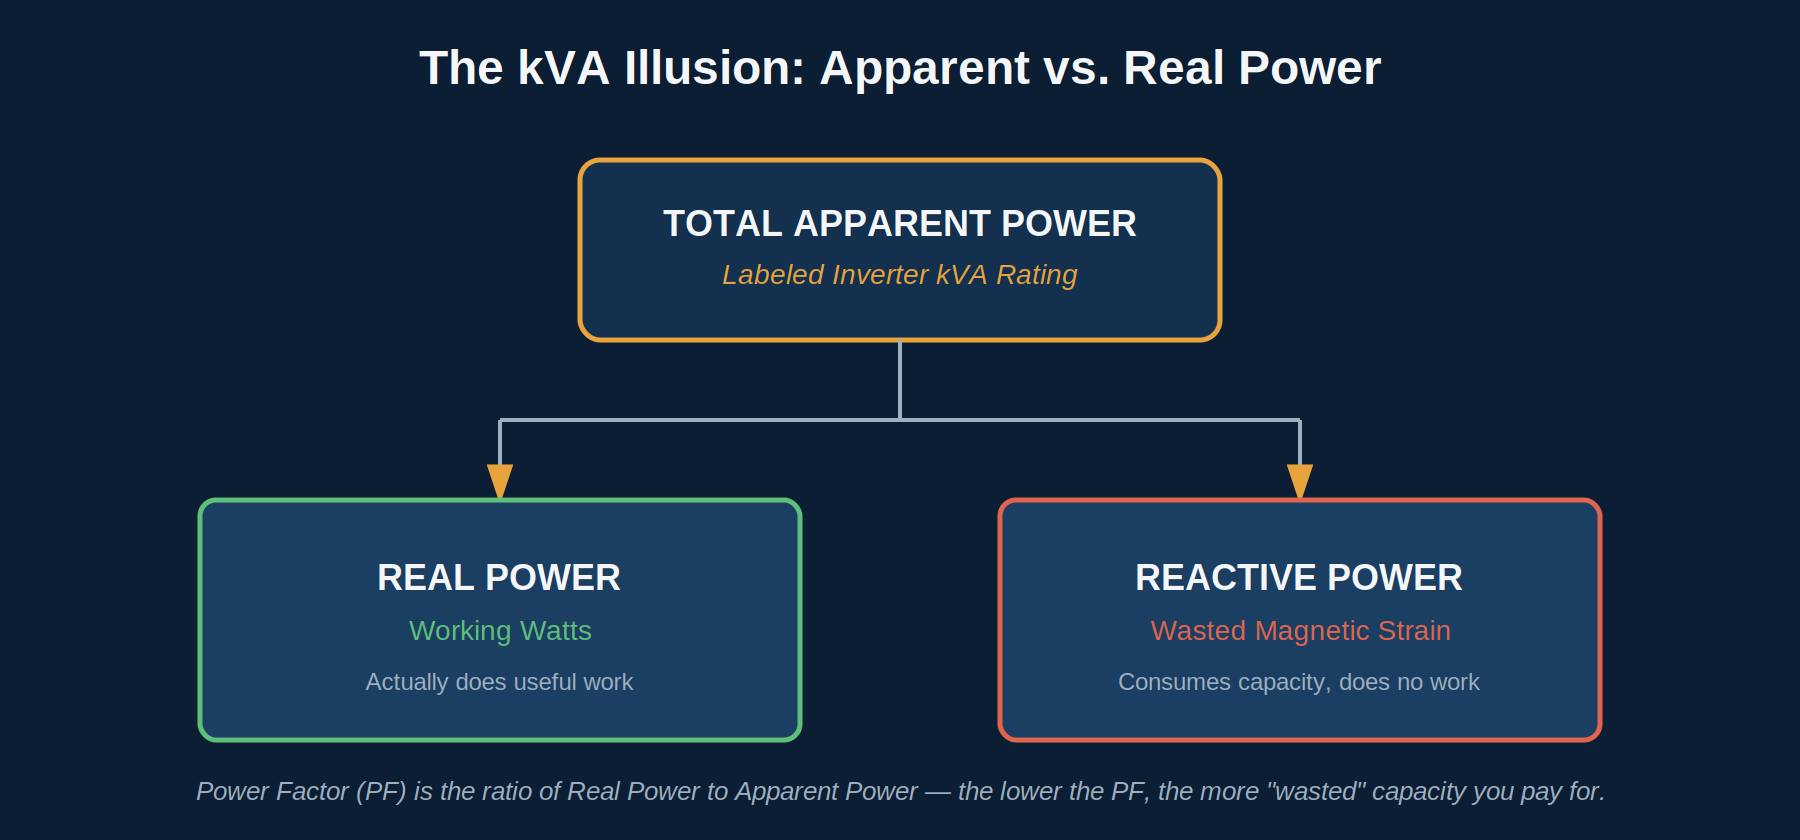 The kVA Illusion: Apparent vs. Real Power
TOTAL APPARENT POWER
Labeled Inverter kVA Rating
REAL POWER
Working Watts
Actually does useful work
REACTIVE POWER
Wasted Magnetic Strain
Consumes capacity, does no work
Power Factor (PF) is the ratio of Real Power to Apparent Power — the lower the PF, the more "wasted" capacity you pay for.